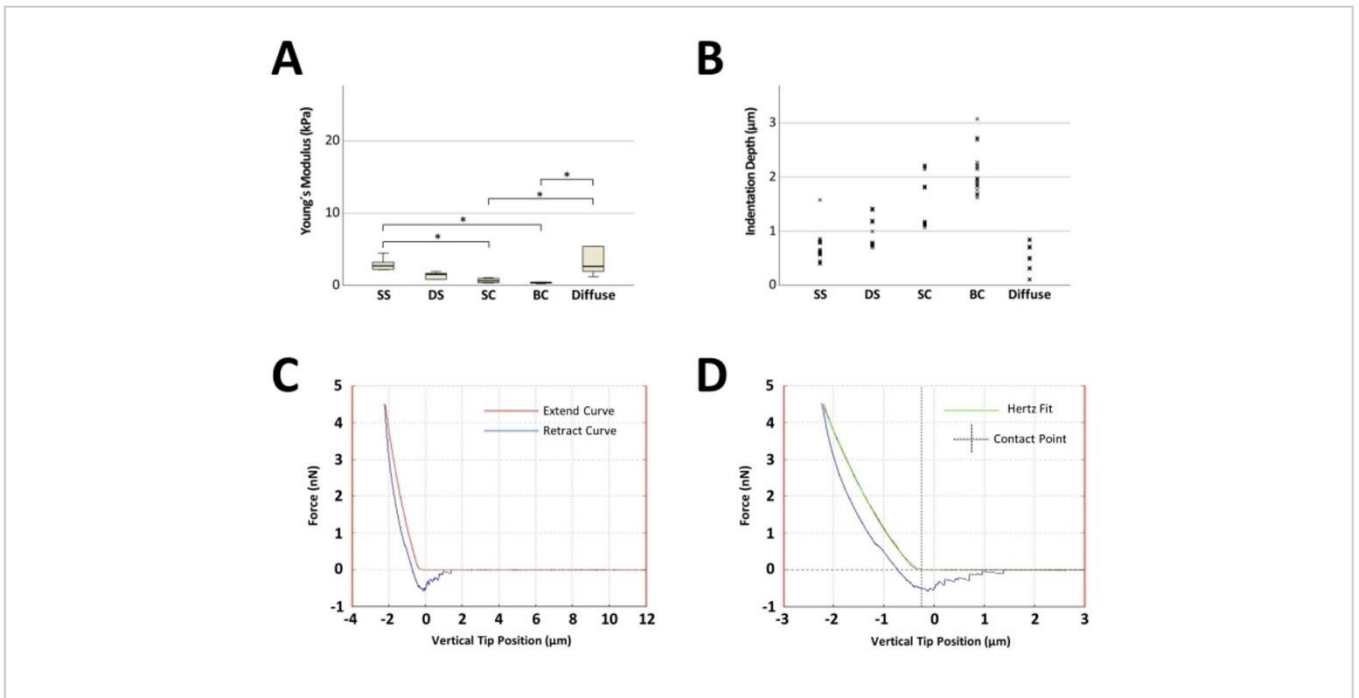 A
Young´s Modulus (kPa)
20
10
0
*
*
*
*
SS DS SC BC Diffuse
B
Indentation Depth (µm)
3
2
1
0
SS DS SC BC Diffuse
C
Force (nN)
5
4
3
2
1
0
-1
Extend Curve
Retract Curve
-4 -2 0 2 4 6 8 10 12
Vertical Tip Position (µm)
D
Force (nN)
5
4
3
2
1
0
-1
Hertz Fit
Contact Point
-3 -2 -1 0 1 2 3
Vertical Tip Position (µm)